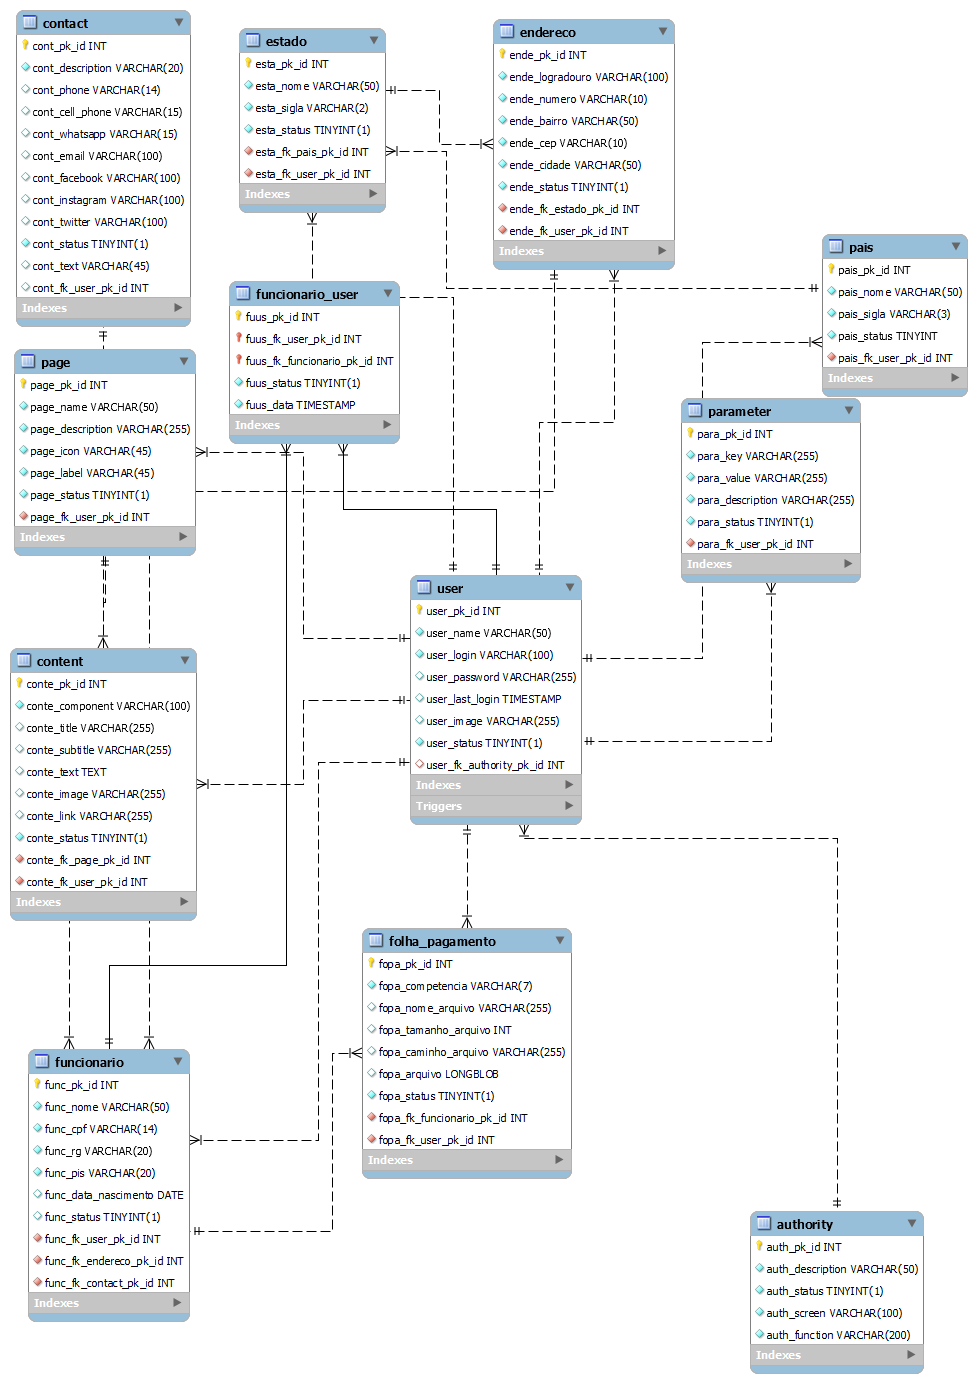 contact
cont_pk_id INT
cont_description VARCHAR(20)
cont_phone VARCHAR(14)
cont_cell_phone VARCHAR(15)
cont_whatsapp VARCHAR(15)
cont_email VARCHAR(100)
cont_facebook VARCHAR(100)
cont_instagram VARCHAR(100)
cont_twitter VARCHAR(100)
cont_status TINYINT(1)
cont_text VARCHAR(45)
cont_fk_user_pk_id INT
Indexes
estado
esta_pk_id INT
esta_nome VARCHAR(50)
esta_sigla VARCHAR(2)
esta_status TINYINT(1)
esta_fk_pais_pk_id INT
esta_fk_user_pk_id INT
Indexes
endereco
ende_pk_id INT
ende_logradouro VARCHAR(100)
ende_numero VARCHAR(10)
ende_bairro VARCHAR(50)
ende_cep VARCHAR(10)
ende_cidade VARCHAR(50)
ende_status TINYINT(1)
ende_fk_estado_pk_id INT
ende_fk_user_pk_id INT
Indexes
pais
pais_pk_id INT
pais_nome VARCHAR(50)
pais_sigla VARCHAR(3)
pais_status TINYINT
pais_fk_user_pk_id INT
Indexes
funcionario_user
fuus_pk_id INT
fuus_fk_user_pk_id INT
fuus_fk_funcionario_pk_id INT
fuus_status TINYINT(1)
fuus_data TIMESTAMP
Indexes
page
page_pk_id INT
page_name VARCHAR(50)
page_description VARCHAR(255)
page_icon VARCHAR(45)
page_label VARCHAR(45)
page_status TINYINT(1)
page_fk_user_pk_id INT
Indexes
parameter
para_pk_id INT
para_key VARCHAR(255)
para_value VARCHAR(255)
para_description VARCHAR(255)
para_status TINYINT(1)
para_fk_user_pk_id INT
Indexes
user
user_pk_id INT
user_name VARCHAR(50)
user_login VARCHAR(100)
user_password VARCHAR(255)
user_last_login TIMESTAMP
user_image VARCHAR(255)
user_status TINYINT(1)
user_fk_authority_pk_id INT
Indexes
Triggers
content
conte_pk_id INT
conte_component VARCHAR(100)
conte_title VARCHAR(255)
conte_subtitle VARCHAR(255)
conte_text TEXT
conte_image VARCHAR(255)
conte_link VARCHAR(255)
conte_status TINYINT(1)
conte_fk_page_pk_id INT
conte_fk_user_pk_id INT
Indexes
folha_pagamento
fopa_pk_id INT
fopa_competencia VARCHAR(7)
fopa_nome_arquivo VARCHAR(255)
fopa_tamanho_arquivo INT
fopa_caminho_arquivo VARCHAR(255)
fopa_arquivo LONGBLOB
fopa_status TINYINT(1)
fopa_fk_funcionario_pk_id INT
fopa_fk_user_pk_id INT
Indexes
funcionario
func_pk_id INT
func_nome VARCHAR(50)
func_cpf VARCHAR(14)
func_rg VARCHAR(20)
func_pis VARCHAR(20)
func_data_nascimento DATE
func_status TINYINT(1)
func_fk_user_pk_id INT
func_fk_endereco_pk_id INT
func_fk_contact_pk_id INT
Indexes
authority
auth_pk_id INT
auth_description VARCHAR(50)
auth_status TINYINT(1)
auth_screen VARCHAR(100)
auth_function VARCHAR(200)
Indexes